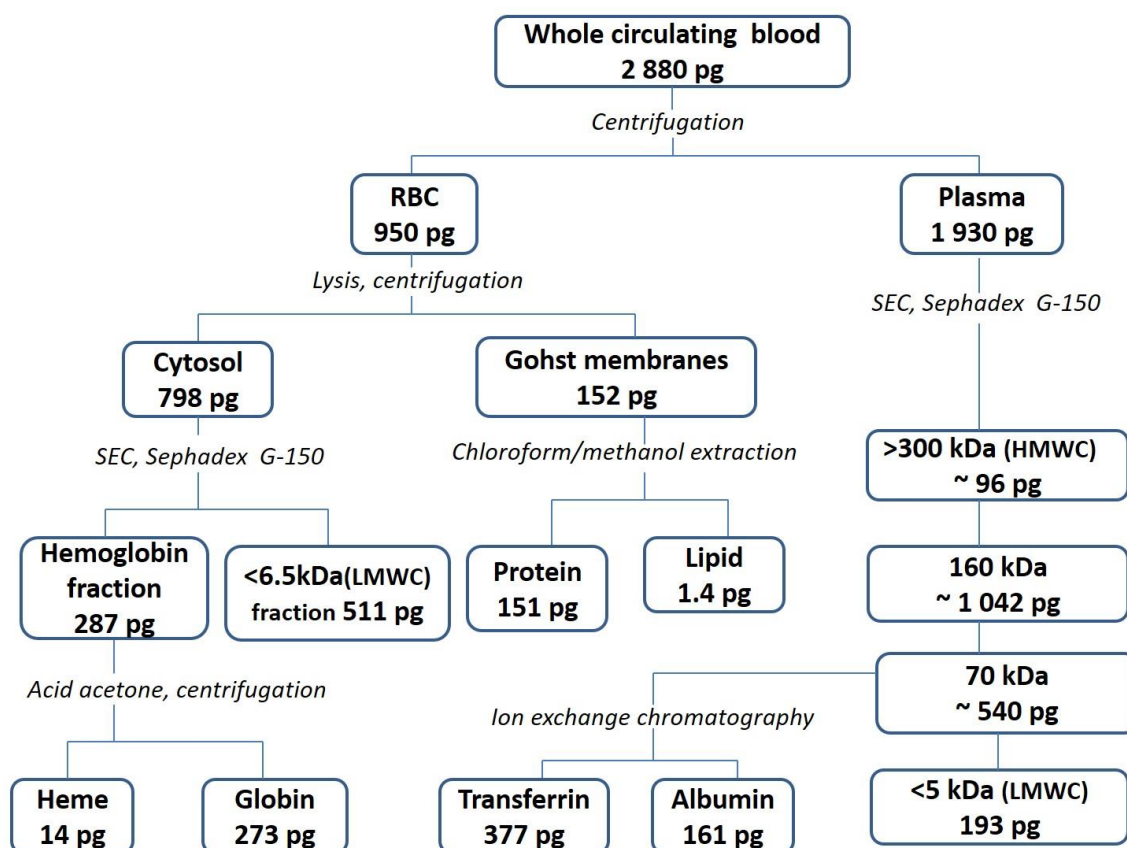 Whole circulating blood
2 880 pg
Centrifugation
RBC
950 pg
Plasma
1 930 pg
Lysis, centrifugation
SEC, Sephadex G-150
Cytosol
798 pg
Gohst membranes
152 pg
SEC, Sephadex G-150
Chloroform/methanol extraction
>300 kDa (HMWC)
~ 96 pg
Hemoglobin
fraction
287 pg
<6.5kDa(LMWC)
fraction 511 pg
Protein
151 pg
Lipid
1.4 pg
160 kDa
~ 1 042 pg
Acid acetone, centrifugation
Ion exchange chromatography
70 kDa
~ 540 pg
Heme
14 pg
Globin
273 pg
Transferrin
377 pg
Albumin
161 pg
<5 kDa (LMWC)
193 pg